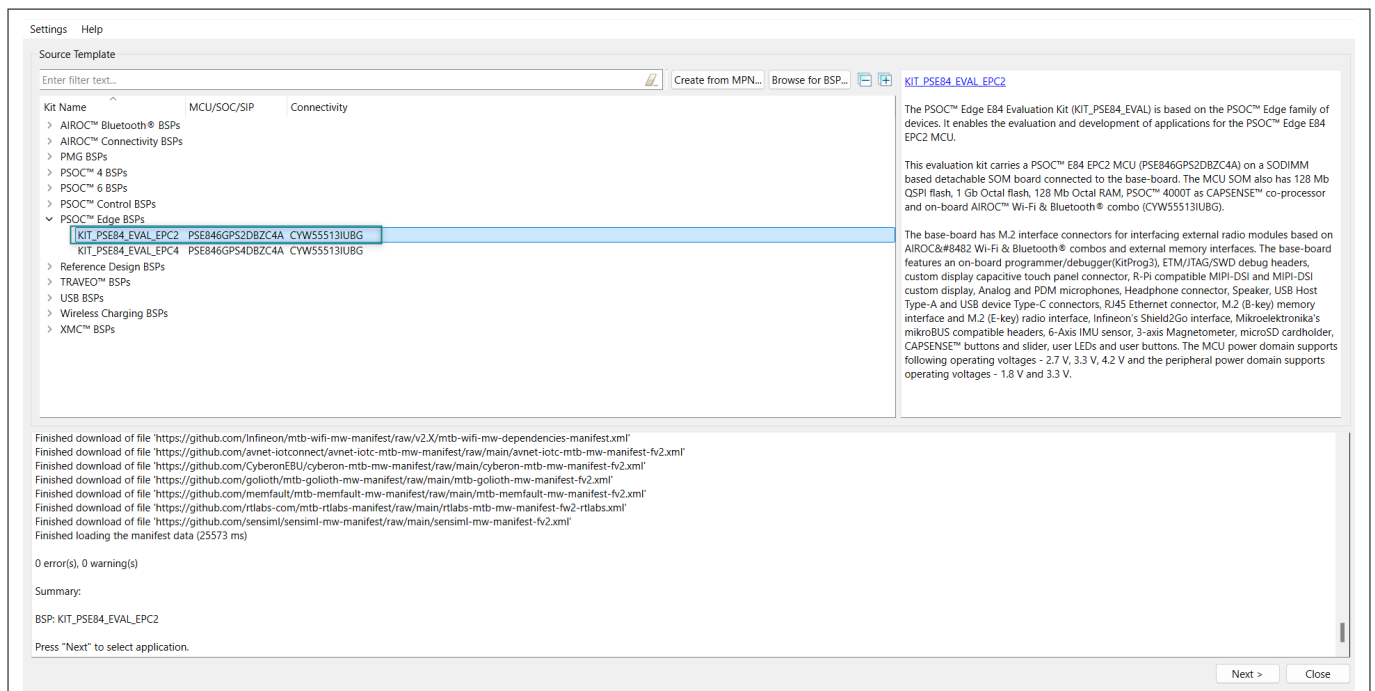 Settings Help
Source Template
Enter filter text...
Create from MPN... Browse for BSP...
Kit Name MCU/SOC/SIP Connectivity
AIROC™ Bluetooth® BSPs
AIROC™ Connectivity BSPs
PMG BSPs
PSOC™ 4 BSPs
PSOC™ 6 BSPs
PSOC™ Control BSPs
PSOC™ Edge BSPs
KIT_PSE84_EVAL_EPC2 PSE846GPS2DBZC4A CYW55513IUBG
KIT_PSE84_EVAL_EPC4 PSE846GPS4DBZC4A CYW55513IUBG
Reference Design BSPs
TRAVEO™ BSPs
USB BSPs
Wireless Charging BSPs
XMC™ BSPs
KIT_PSE84_EVAL_EPC2
The PSOC™ Edge E84 Evaluation Kit (KIT_PSE84_EVAL) is based on the PSOC™ Edge family of
devices. It enables the evaluation and development of applications for the PSOC™ Edge E84
EPC2 MCU.
This evaluation kit carries a PSOC™ E84 EPC2 MCU (PSE846GPS2DBZC4A) on a SODIMM
based detachable SOM board connected to the base-board. The MCU SOM also has 128 Mb
QSPI flash, 1 Gb Octal flash, 128 Mb Octal RAM, PSOC™ 4000T as CAPSENSE™ co-processor
and on-board AIROC™ Wi-Fi & Bluetooth® combo (CYW55513IUBG).
The base-board has M.2 interface connectors for interfacing external radio modules based on
AIROC&#8482 Wi-Fi & Bluetooth® combos and external memory interfaces. The base-board
features an on-board programmer/debugger(KitProg3), ETM/JTAG/SWD debug headers,
custom display capacitive touch panel connector, R-Pi compatible MIPI-DSI and MIPI-DSI
custom display, Analog and PDM microphones, Headphone connector, Speaker, USB Host
Type-A and USB device Type-C connectors, RJ45 Ethernet connector, M.2 (B-key) memory
interface and M.2 (E-key) radio interface, Infineon's Shield2Go interface, Mikroelektronika's
mikroBUS compatible headers, 6-Axis IMU sensor, 3-axis Magnetometer, microSD cardholder,
CAPSENSE™ buttons and slider, user LEDs and user buttons. The MCU power domain supports
following operating voltages - 2.7 V, 3.3 V, 4.2 V and the peripheral power domain supports
operating voltages - 1.8 V and 3.3 V.
Finished download of file 'https://github.com/Infineon/mtb-wifi-mw-manifest/raw/v2.X/mtb-wifi-mw-dependencies-manifest.xml'
Finished download of file 'https://github.com/avnet-iotconnect/avnet-iotc-mtb-mw-manifest/raw/main/avnet-iotc-mtb-mw-manifest-fv2.xml'
Finished download of file 'https://github.com/CyberonEBU/cyberon-mtb-mw-manifest/raw/main/cyberon-mtb-mw-manifest-fv2.xml'
Finished download of file 'https://github.com/golioth/mtb-golioth-mw-manifest/raw/main/mtb-golioth-mw-manifest-fv2.xml'
Finished download of file 'https://github.com/memfault/mtb-memfault-mw-manifest/raw/main/mtb-memfault-mw-manifest-fv2.xml'
Finished download of file 'https://github.com/rtlabs-com/mtb-rtlabs-manifest/raw/main/rtlabs-mtb-mw-manifest-fw2-rtlabs.xml'
Finished download of file 'https://github.com/sensiml/sensiml-mw-manifest/raw/main/sensiml-mw-manifest-fv2.xml'
Finished loading the manifest data (25573 ms)
0 error(s), 0 warning(s)
Summary:
BSP: KIT_PSE84_EVAL_EPC2
Press "Next" to select application.
Next > Close